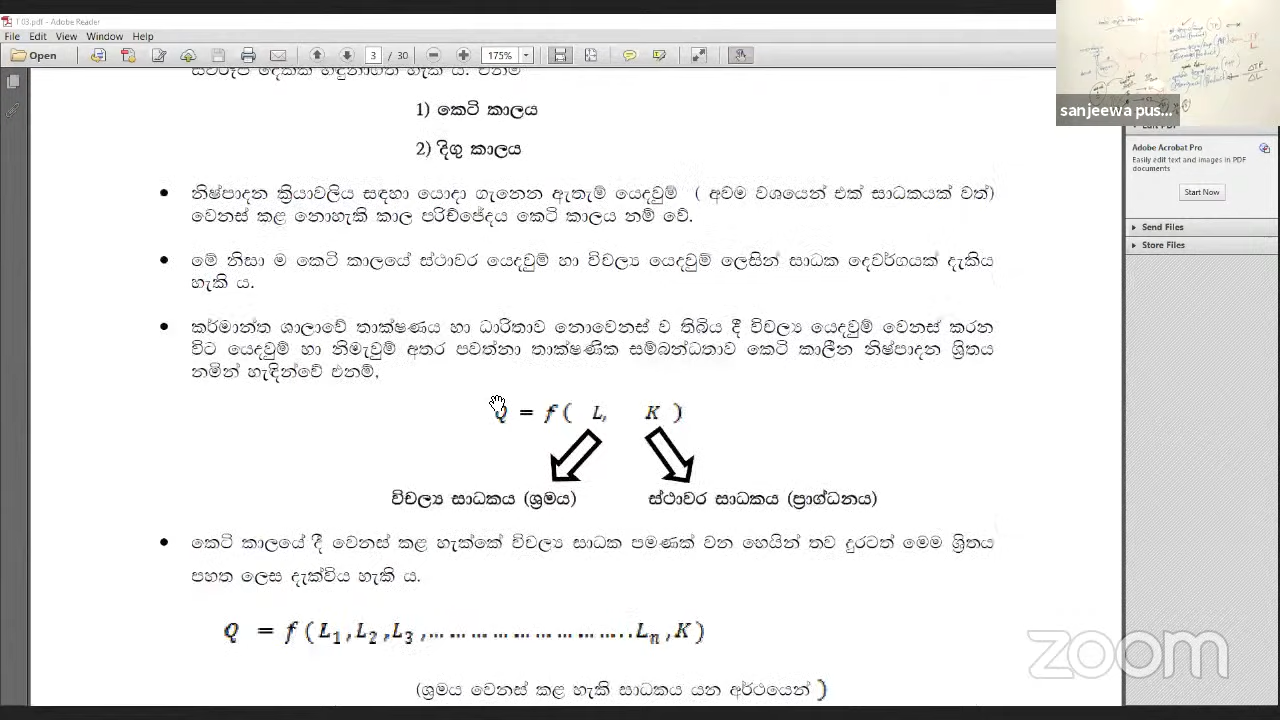 1 03.pdf - Adobe Reader
File Edit View Window Help
Open 3 / 30 175%
1) කෙටි කාලය
2) දිගු කාලය
• නිෂ්පාදන ක්‍රියාවලිය සඳහා යොදා ගැනෙන ඇතැම් යෙදවුම් ( අවම වශයෙන් එක් සාධකයක් වත්)
වෙනස් කළ නොහැකි කාල පරිච්ඡේදය කෙටි කාලය නම් වේ.
• මේ නිසා ම කෙටි කාලයේ ස්ථාවර යෙදවුම් හා විචල්‍ය යෙදවුම් ලෙසින් සාධක දෙවර්ගයක් දැකිය
හැකි ය.
• කර්මාන්ත ශාලාවේ තාක්ෂණය හා ධාරිතාව නොවෙනස් ව තිබිය දී විචල්‍ය යෙදවුම් වෙනස් කරන
විට යෙදවුම් හා නිමැවුම් අතර පවත්නා තාක්ෂණික සම්බන්ධතාව කෙටි කාලීන නිෂ්පාදන ශ්‍රිතය
නමින් හැඳින්වේ එනම්,
Q = f ( L, K )
විචල්‍ය සාධකය (ශ්‍රමය) ස්ථාවර සාධකය (ප්‍රාග්ධනය)
• කෙටි කාලයේ දී වෙනස් කළ හැක්කේ විචල්‍ය සාධක පමණක් වන හෙයින් තව දුරටත් මෙම ශ්‍රිතය
පහත ලෙස දැක්විය හැකි ය.
Q = f ( L1 , L2 , L3 , … … … … … … … … … . . Ln , K )
(ශ්‍රමය වෙනස් කළ හැකි සාධකය යන අර්ථයෙන් )
sanjeewa pus...
Adobe Acrobat Pro
Easily edit text and images in PDF
documents
Start Now
Send Files
Store Files
zoom